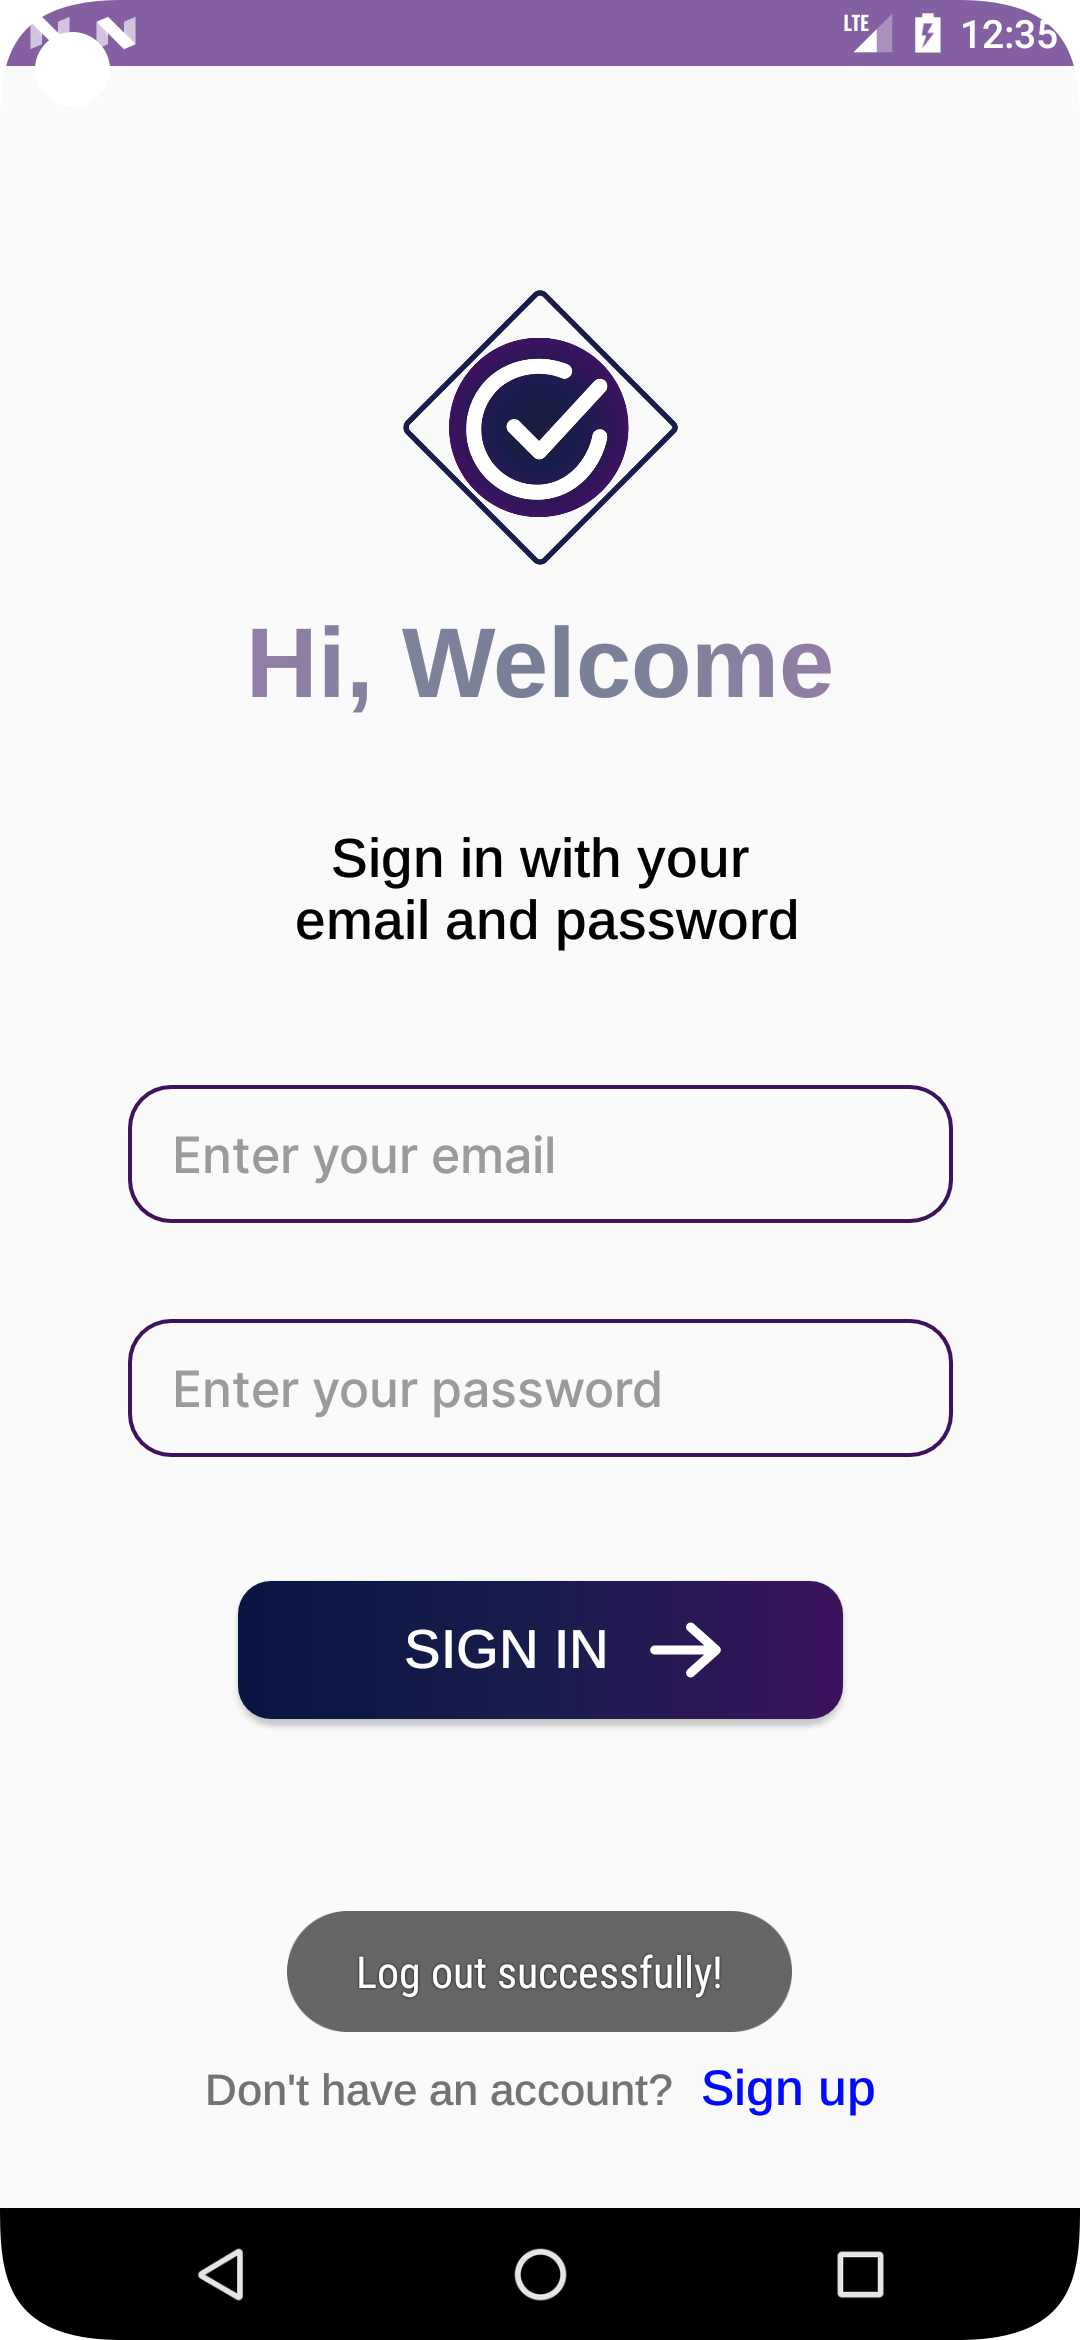 LTE 12:35
Hi, Welcome
Sign in with your
email and password
Enter your email
Enter your password
SIGN IN
Log out successfully!
Don't have an account? Sign up